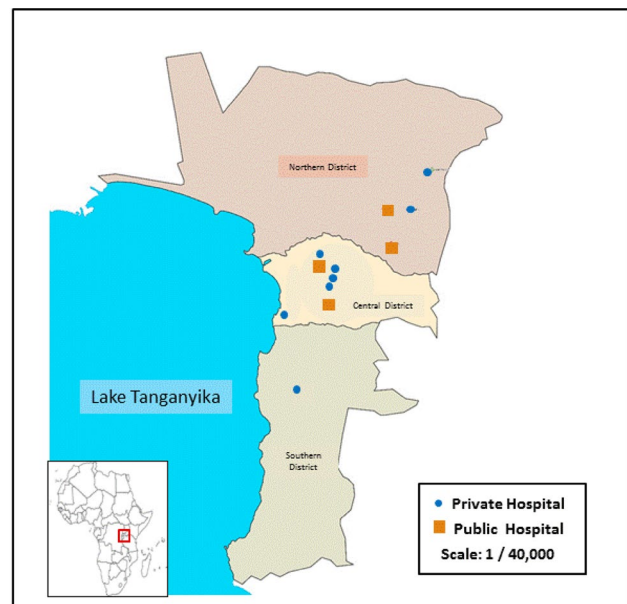 Northern District
Central District
Lake Tanganyika
Southern
District
Private Hospital
Public Hospital
Scale: 1 / 40,000